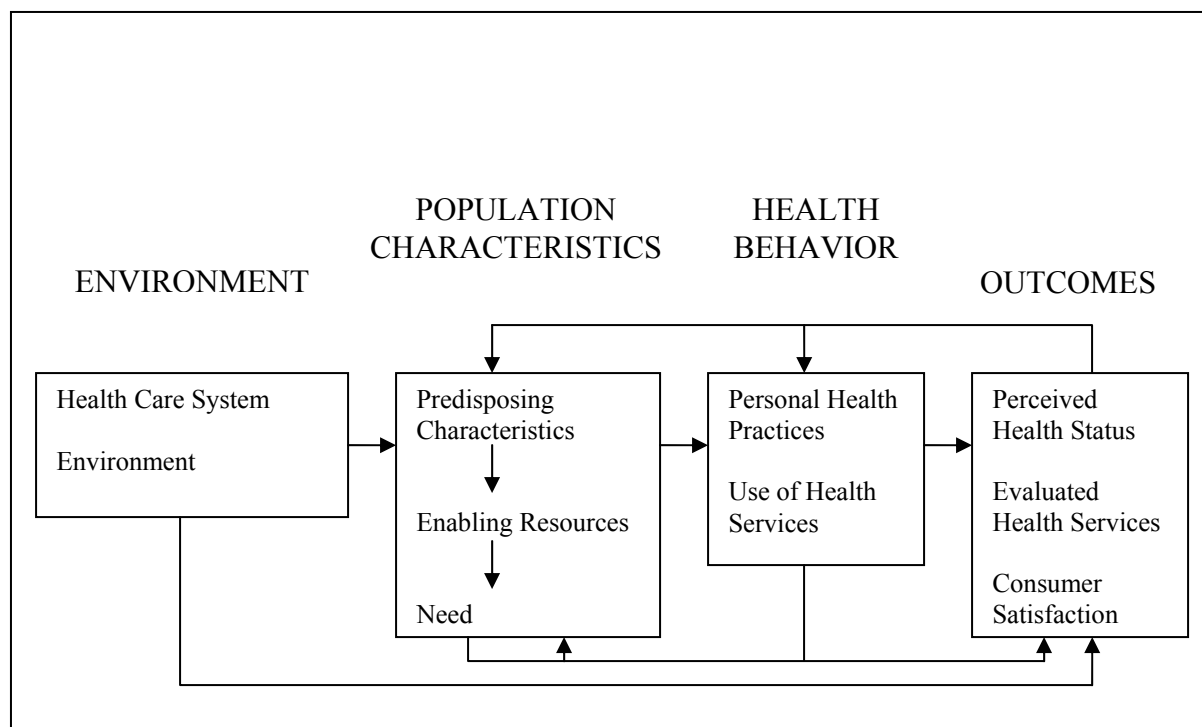 POPULATION
CHARACTERISTICS
HEALTH
BEHAVIOR
ENVIRONMENT
OUTCOMES
Health Care System
Environment
Predisposing
Characteristics
Enabling Resources
Need
Personal Health
Practices
Use of Health
Services
Perceived
Health Status
Evaluated
Health Services
Consumer
Satisfaction